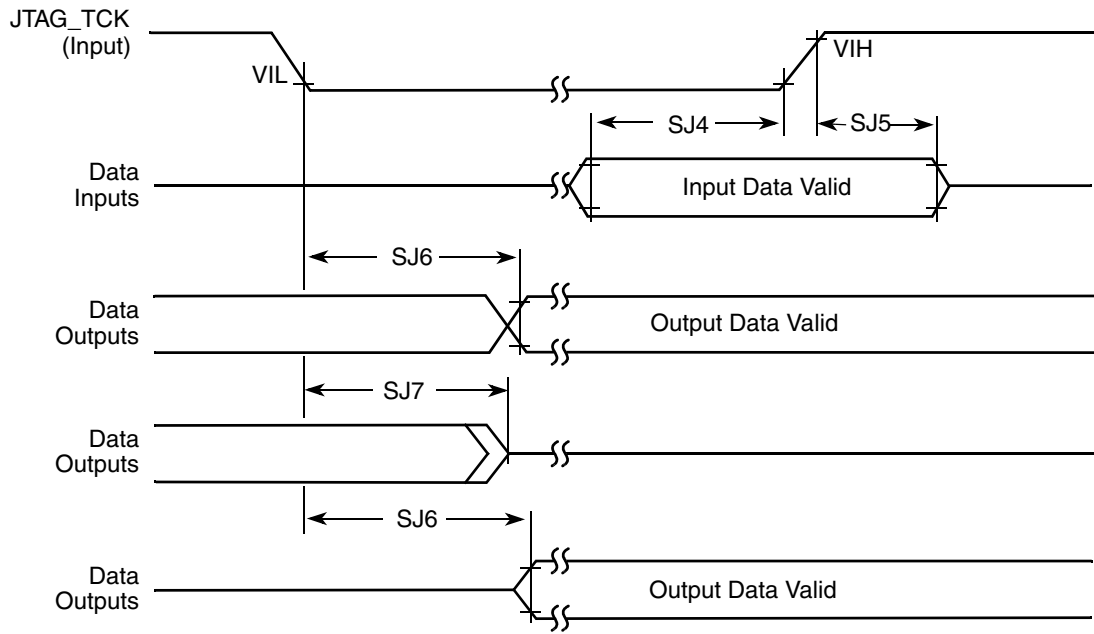 JTAG_TCK
(Input)
VIL
VIH
SJ4
SJ5
Data
Inputs
Input Data Valid
SJ6
Data
Outputs
Output Data Valid
SJ7
Data
Outputs
SJ6
Data
Outputs
Output Data Valid